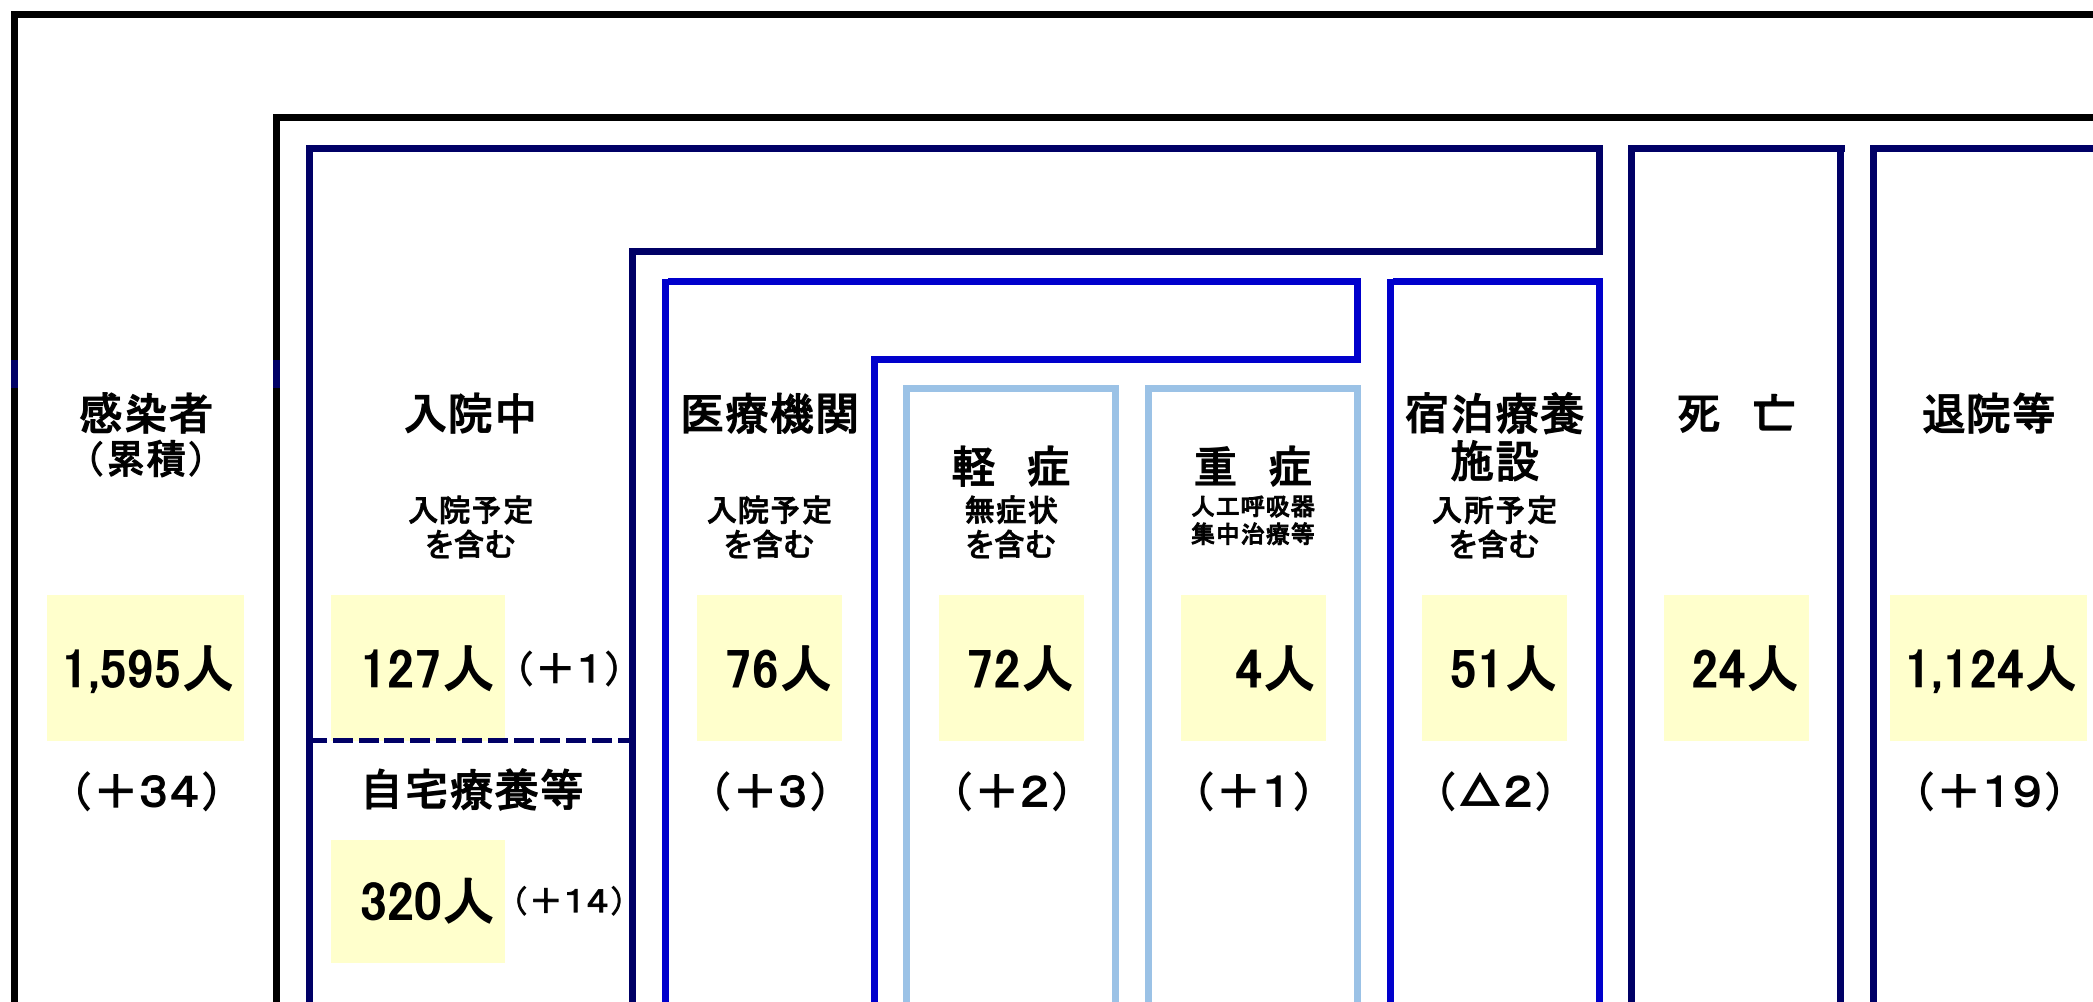 感染者
（累積）
1,595人
（＋34）
入院中
入院予定
を含む
127人 （＋1）
自宅療養等
320人 （＋14）
医療機関
入院予定
を含む
76人
（＋3）
軽 症
無症状
を含む
72人
（＋2）
重 症
人工呼吸器
集中治療等
4人
（＋1）
宿泊療養
施設
入所予定
を含む
51人
（△2）
死 亡
24人
退院等
1,124人
（＋19）